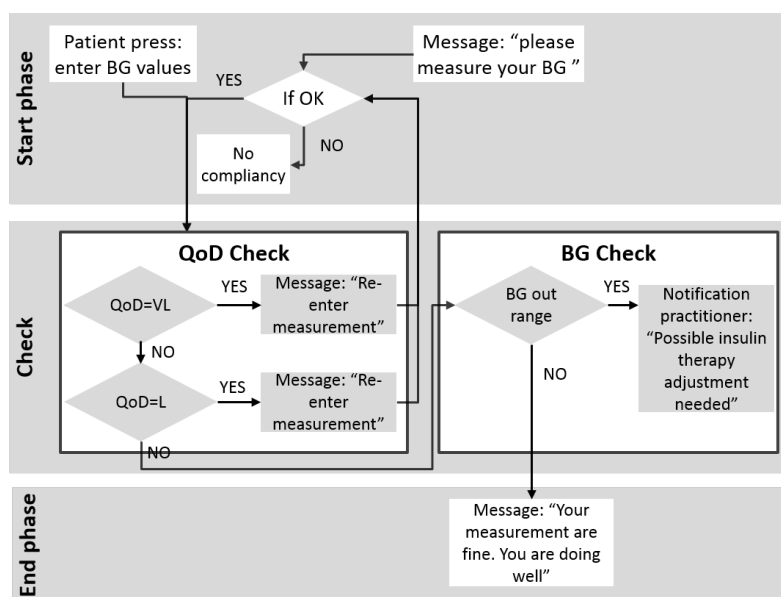 Start phase
Patient press:
enter BG values
YES
If OK
Message: “please
measure your BG ”
NO
No
compliancy
Check
QoD Check
QoD=VL
YES
Message: “Re-
enter
measurement”
NO
QoD=L
YES
Message: “Re-
enter
measurement”
NO
BG Check
BG out
range
YES
Notification
practitioner:
“Possible insulin
therapy
adjustment
needed”
NO
End phase
Message: “Your
measurement are
fine. You are doing
well”